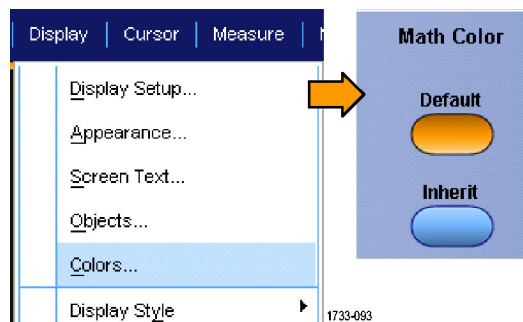 Display | Cursor | Measure |
Display Setup...
Appearance...
Screen Text...
Objects...
Colors...
Display Style
Math Color
Default
Inherit
1733-093